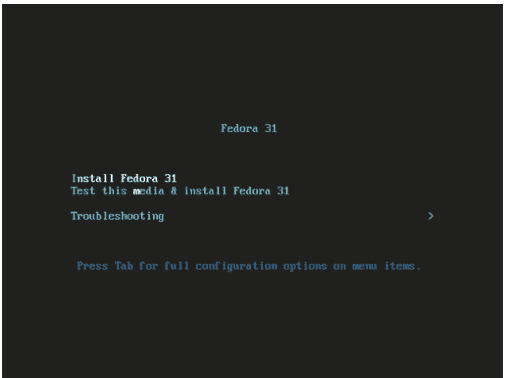 Fedora 31
Install Fedora 31
Test this media & install Fedora 31
Troubleshooting >
Press Tab for full configuration options on menu items.